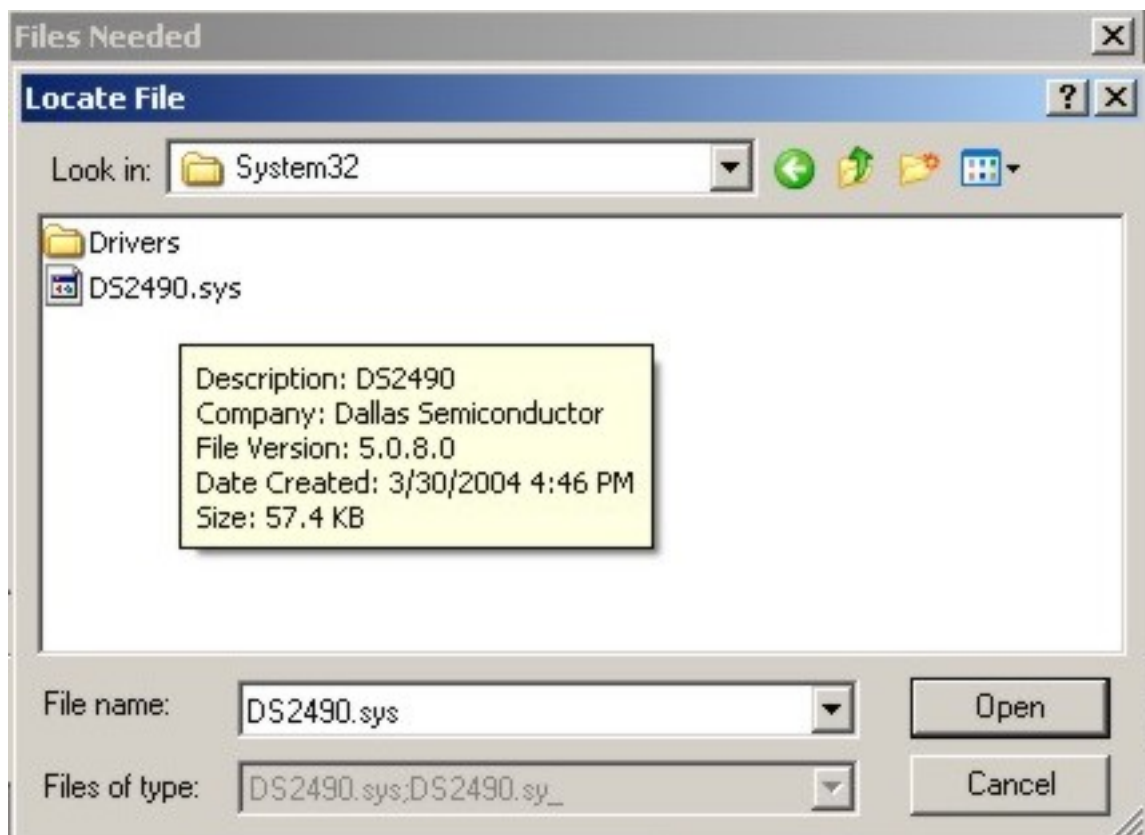 Files Needed
Locate File
Look in: System32
Drivers
DS2490.sys
Description: DS2490
Company: Dallas Semiconductor
File Version: 5.0.8.0
Date Created: 3/30/2004 4:46 PM
Size: 57.4 KB
File name: DS2490.sys Open
Files of type: DS2490.sys;DS2490.sy_ Cancel